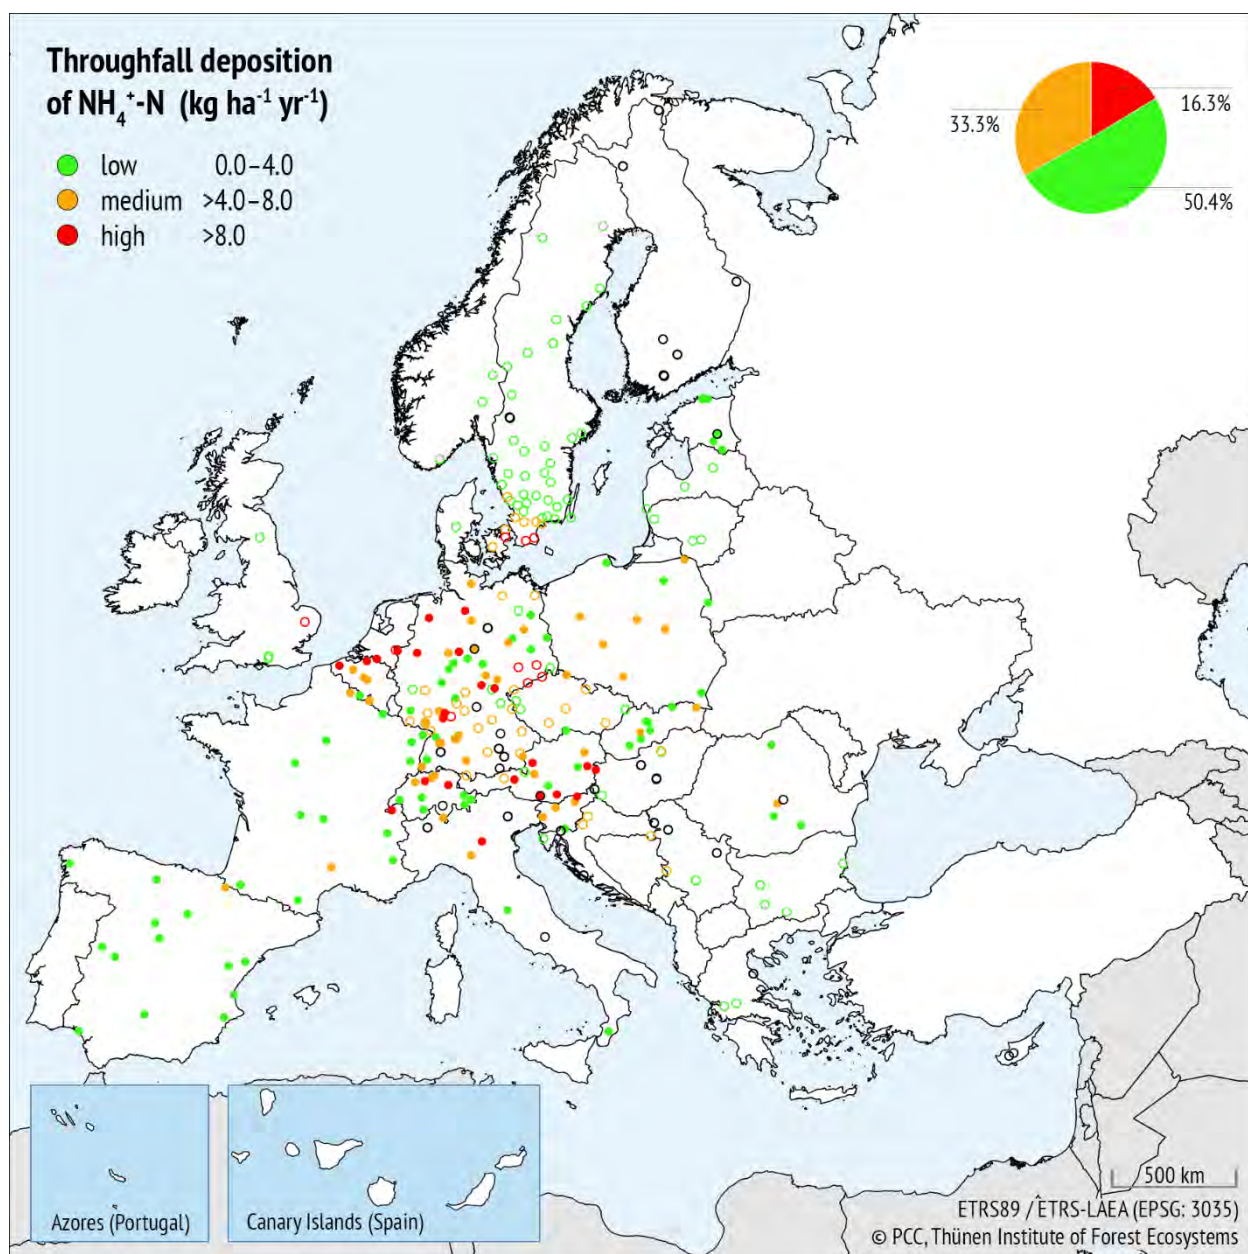 Throughfall deposition
of NH₄⁺-N (kg ha⁻¹ yr⁻¹)
low 0.0–4.0
medium >4.0–8.0
high >8.0
16.3%
33.3%
50.4%
Azores (Portugal)
Canary Islands (Spain)
500 km
ETRS89 / ETRS-LAEA (EPSG: 3035)
© PCC, Thünen Institute of Forest Ecosystems